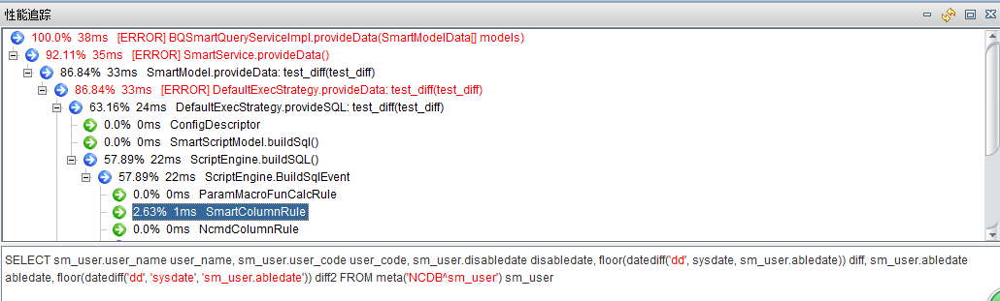 性能追踪
100.0% 38ms [ERROR] BQSmartQueryServiceImpl.provideData(SmartModelData[] models)
92.11% 35ms [ERROR] SmartService.provideData()
86.84% 33ms SmartModel.provideData: test_diff(test_diff)
86.84% 33ms [ERROR] DefaultExecStrategy.provideData: test_diff(test_diff)
63.16% 24ms DefaultExecStrategy.provideSQL: test_diff(test_diff)
0.0% 0ms ConfigDescriptor
0.0% 0ms SmartScriptModel.buildSql()
57.89% 22ms ScriptEngine.buildSQL()
57.89% 22ms ScriptEngine.BuildSqlEvent
0.0% 0ms ParamMacroFunCalcRule
2.63% 1ms SmartColumnRule
0.0% 0ms NcmdColumnRule
SELECT sm_user.user_name user_name, sm_user.user_code user_code, sm_user.disabledate disabledate, floor(datediff('dd', sysdate, sm_user.abledate)) diff, sm_user.abledate
abledate, floor(datediff('dd', 'sysdate', 'sm_user.abledate')) diff2 FROM meta('NCDB^sm_user') sm_user